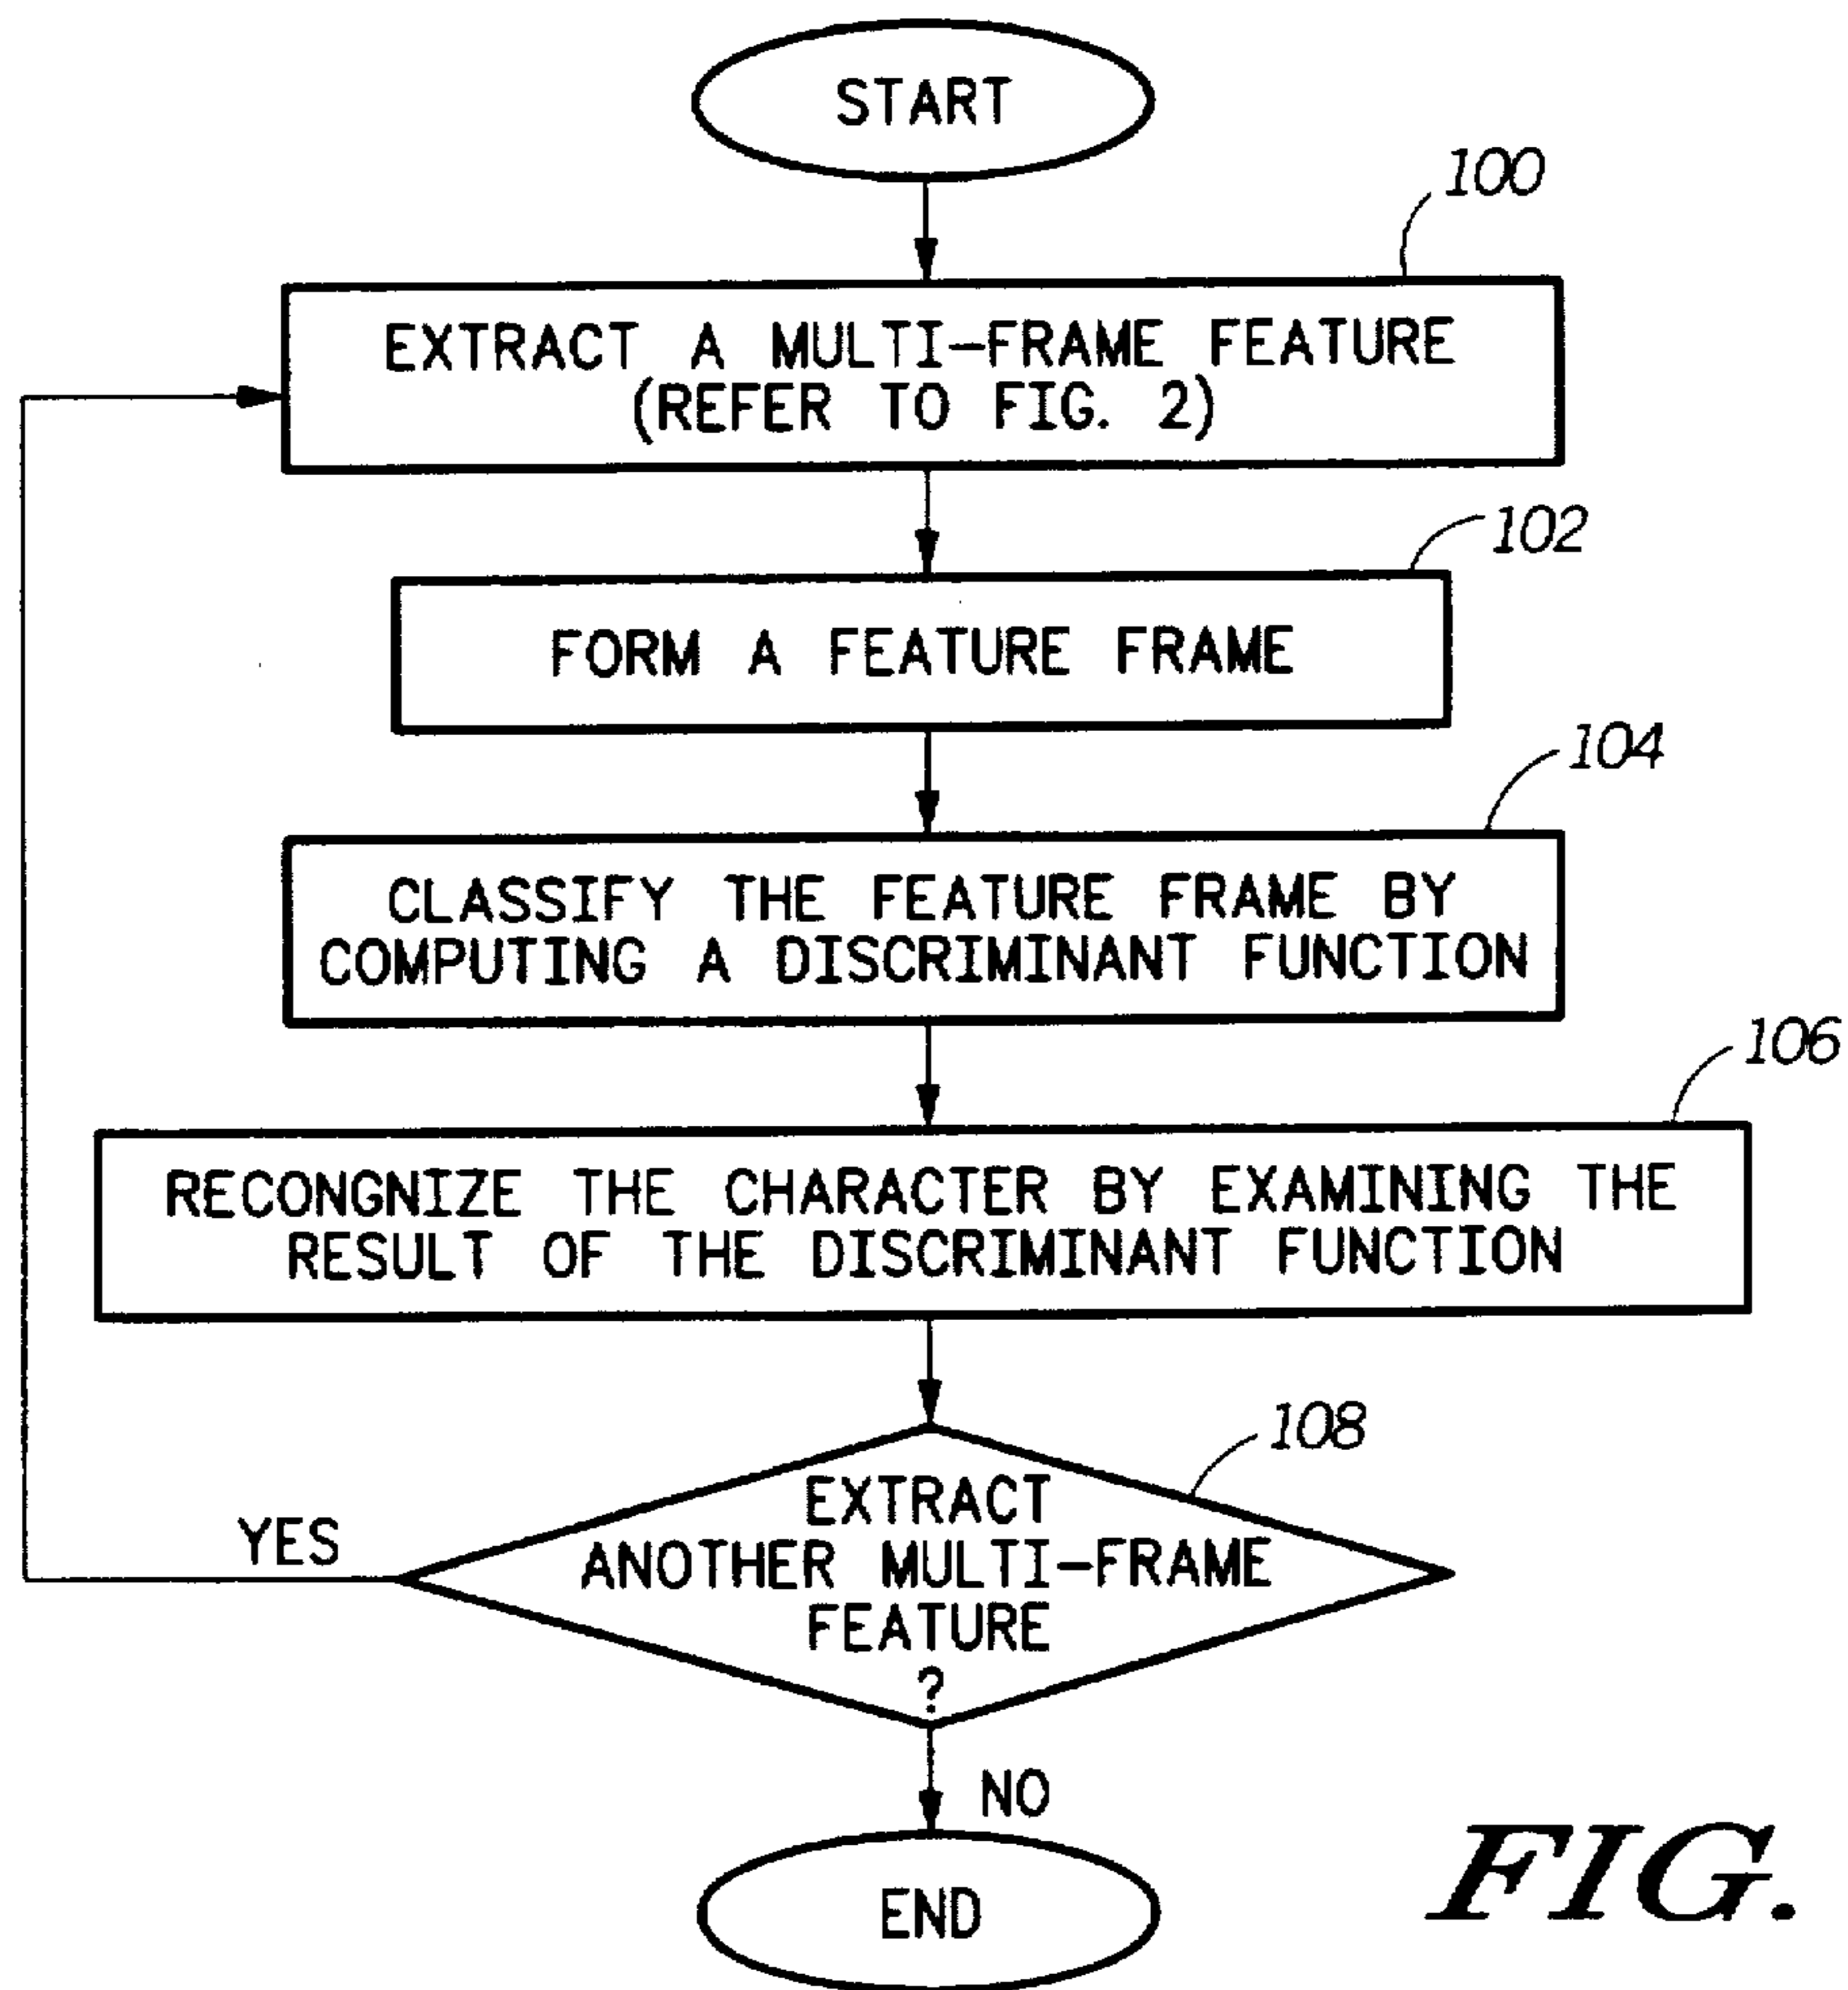 START
100
EXTRACT A MULTI-FRAME FEATURE
(REFER TO FIG. 2)
102
FORM A FEATURE FRAME
104
CLASSIFY THE FEATURE FRAME BY
COMPUTING A DISCRIMINANT FUNCTION
106
RECONGNIZE THE CHARACTER BY EXAMINING THE
RESULT OF THE DISCRIMINANT FUNCTION
108
EXTRACT
ANOTHER MULTI-FRAME
FEATURE
?
YES
NO
END
FIG.